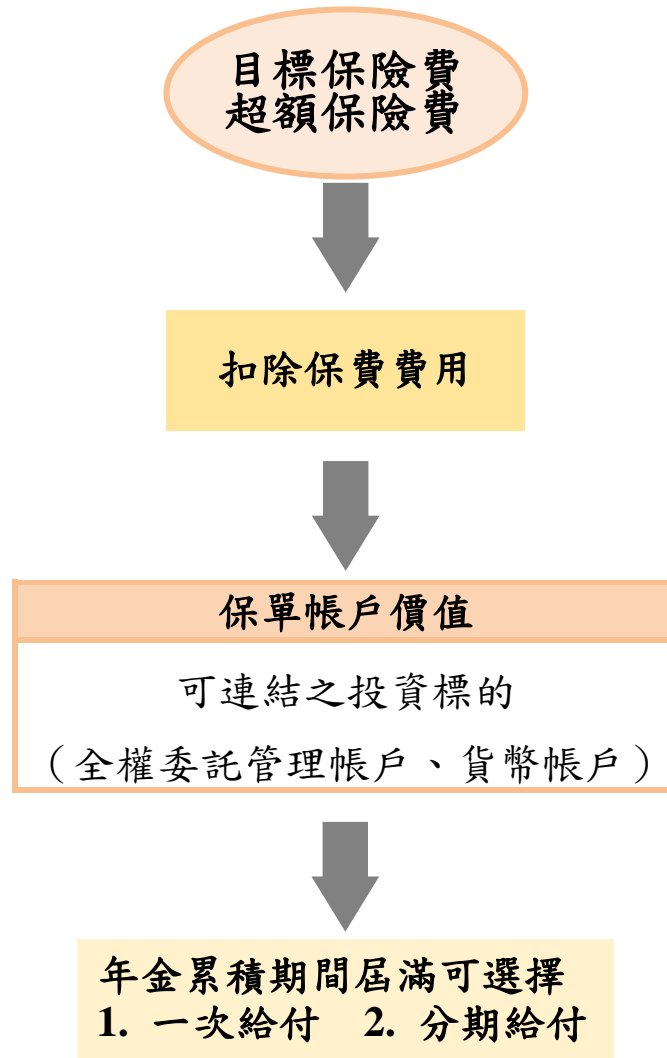 目標保險費
超額保險費
扣除保費費用
保單帳戶價值
可連結之投資標的
（全權委託管理帳戶、貨幣帳戶）
年金累積期間屆滿可選擇
1. 一次給付 2. 分期給付